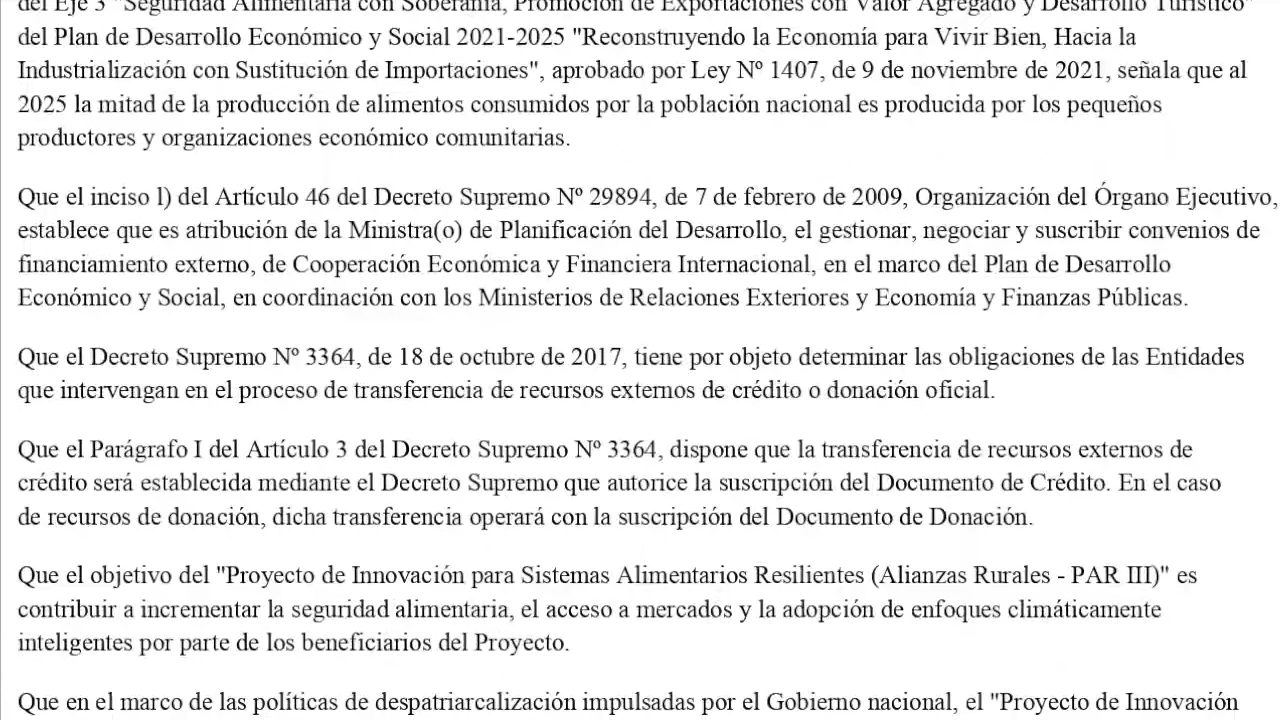 del Eje 3 "Seguridad Alimentaria con Soberanía, Promoción de Exportaciones con Valor Agregado y Desarrollo Turístico"
del Plan de Desarrollo Económico y Social 2021-2025 "Reconstruyendo la Economía para Vivir Bien, Hacia la
Industrialización con Sustitución de Importaciones", aprobado por Ley Nº 1407, de 9 de noviembre de 2021, señala que al
2025 la mitad de la producción de alimentos consumidos por la población nacional es producida por los pequeños
productores y organizaciones económico comunitarias.
Que el inciso l) del Artículo 46 del Decreto Supremo Nº 29894, de 7 de febrero de 2009, Organización del Órgano Ejecutivo,
establece que es atribución de la Ministra(o) de Planificación del Desarrollo, el gestionar, negociar y suscribir convenios de
financiamiento externo, de Cooperación Económica y Financiera Internacional, en el marco del Plan de Desarrollo
Económico y Social, en coordinación con los Ministerios de Relaciones Exteriores y Economía y Finanzas Públicas.
Que el Decreto Supremo Nº 3364, de 18 de octubre de 2017, tiene por objeto determinar las obligaciones de las Entidades
que intervengan en el proceso de transferencia de recursos externos de crédito o donación oficial.
Que el Parágrafo I del Artículo 3 del Decreto Supremo Nº 3364, dispone que la transferencia de recursos externos de
crédito será establecida mediante el Decreto Supremo que autorice la suscripción del Documento de Crédito. En el caso
de recursos de donación, dicha transferencia operará con la suscripción del Documento de Donación.
Que el objetivo del "Proyecto de Innovación para Sistemas Alimentarios Resilientes (Alianzas Rurales - PAR III)" es
contribuir a incrementar la seguridad alimentaria, el acceso a mercados y la adopción de enfoques climáticamente
inteligentes por parte de los beneficiarios del Proyecto.
Que en el marco de las políticas de despatriarcalización impulsadas por el Gobierno nacional, el "Proyecto de Innovación